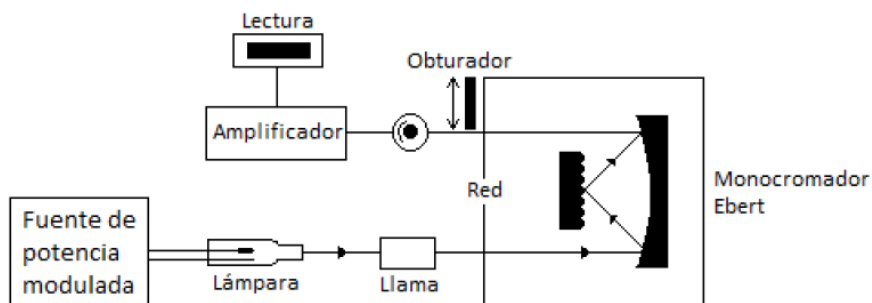 Lectura
Obturador
Amplificador
Red
Monocromador
Ebert
Fuente de
potencia
modulada
Lámpara
Llama